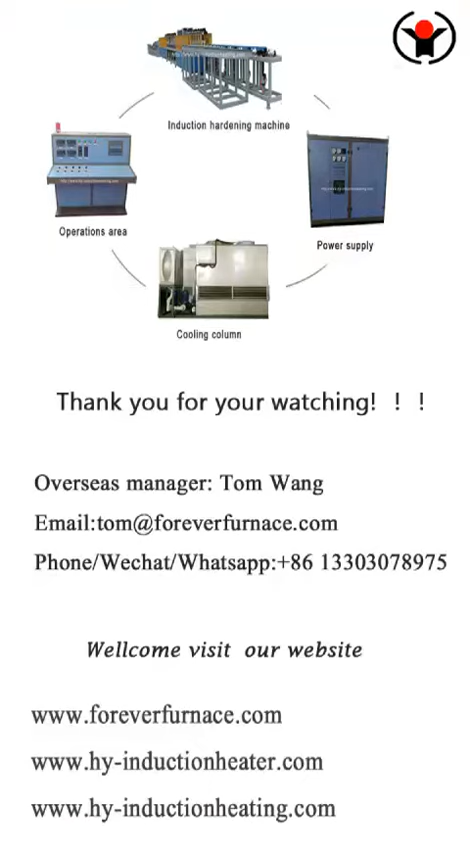 Induction hardening machine
Operations area
Power supply
Cooling column
Thank you for your watching! ! !
Overseas manager: Tom Wang
Email:tom@foreverfurnace.com
Phone/Wechat/Whatsapp:+86 13303078975
Wellcome visit our website
www.foreverfurnace.com
www.hy-inductionheater.com
www.hy-inductionheating.com